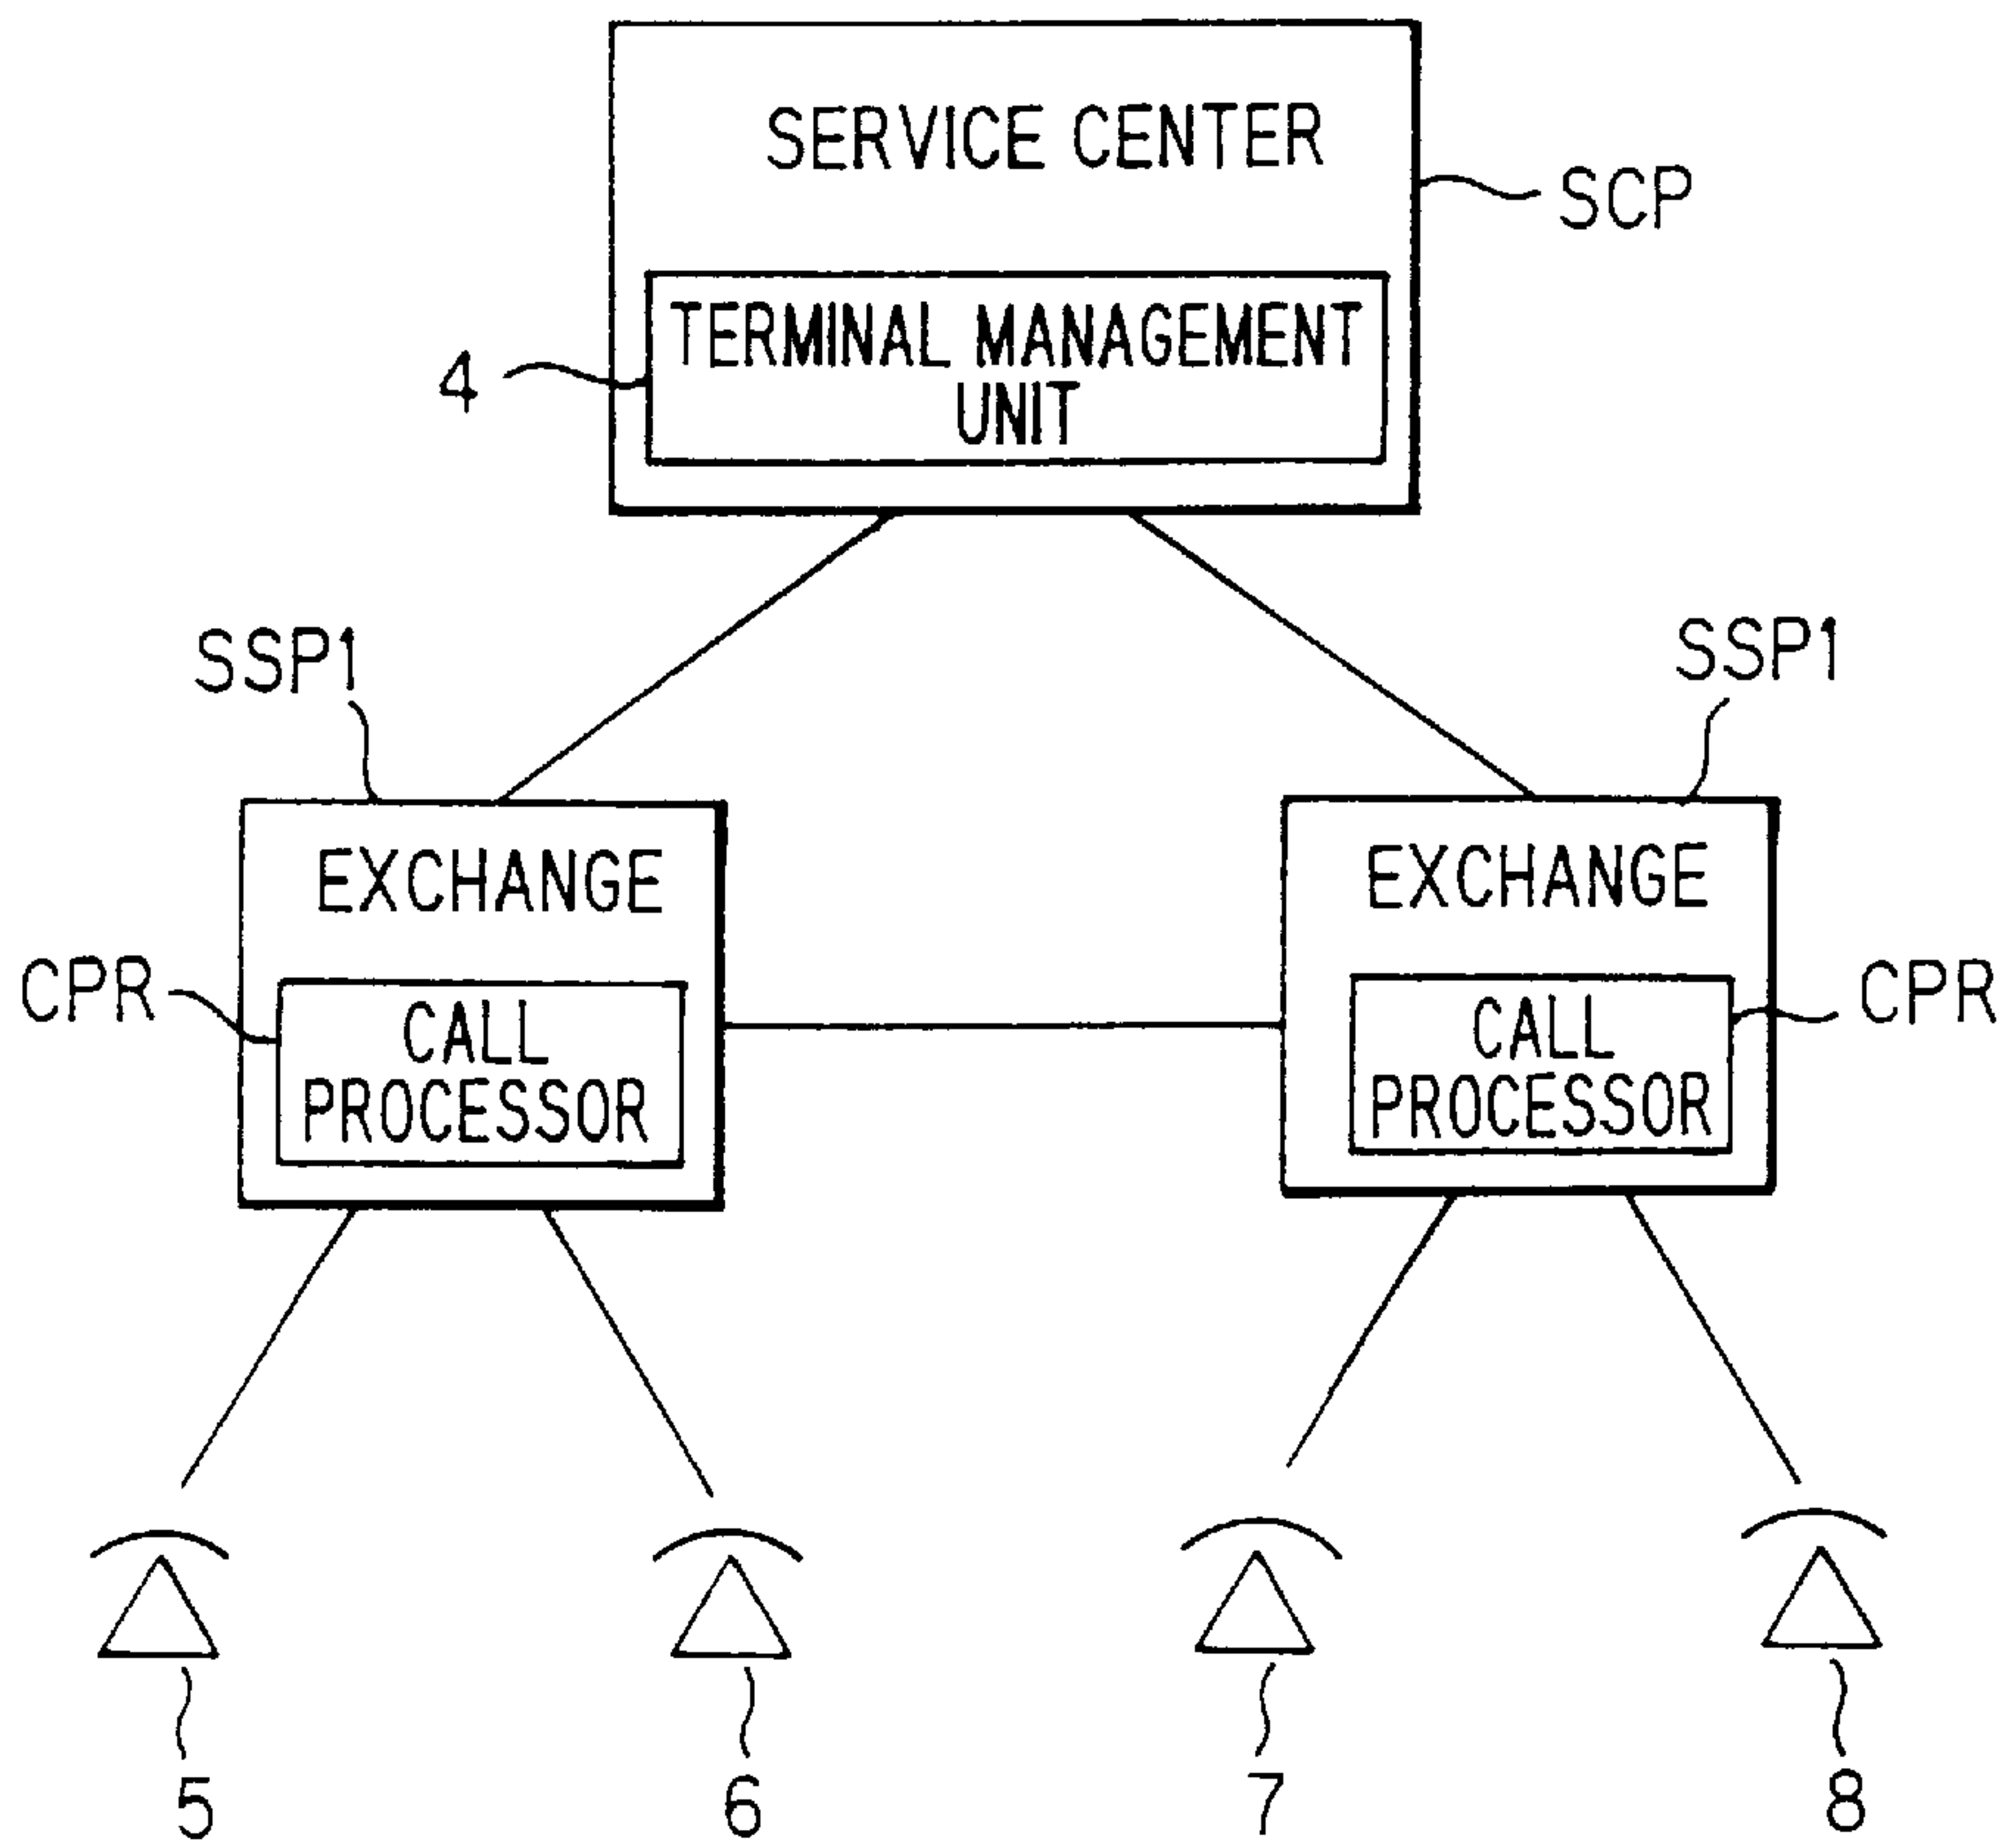 SERVICE CENTER
SCP
TERMINAL MANAGEMENT
UNIT
4
SSP1
SSP1
EXCHANGE
EXCHANGE
CPR
CALL
PROCESSOR
CALL
PROCESSOR
CPR
5
6
7
8